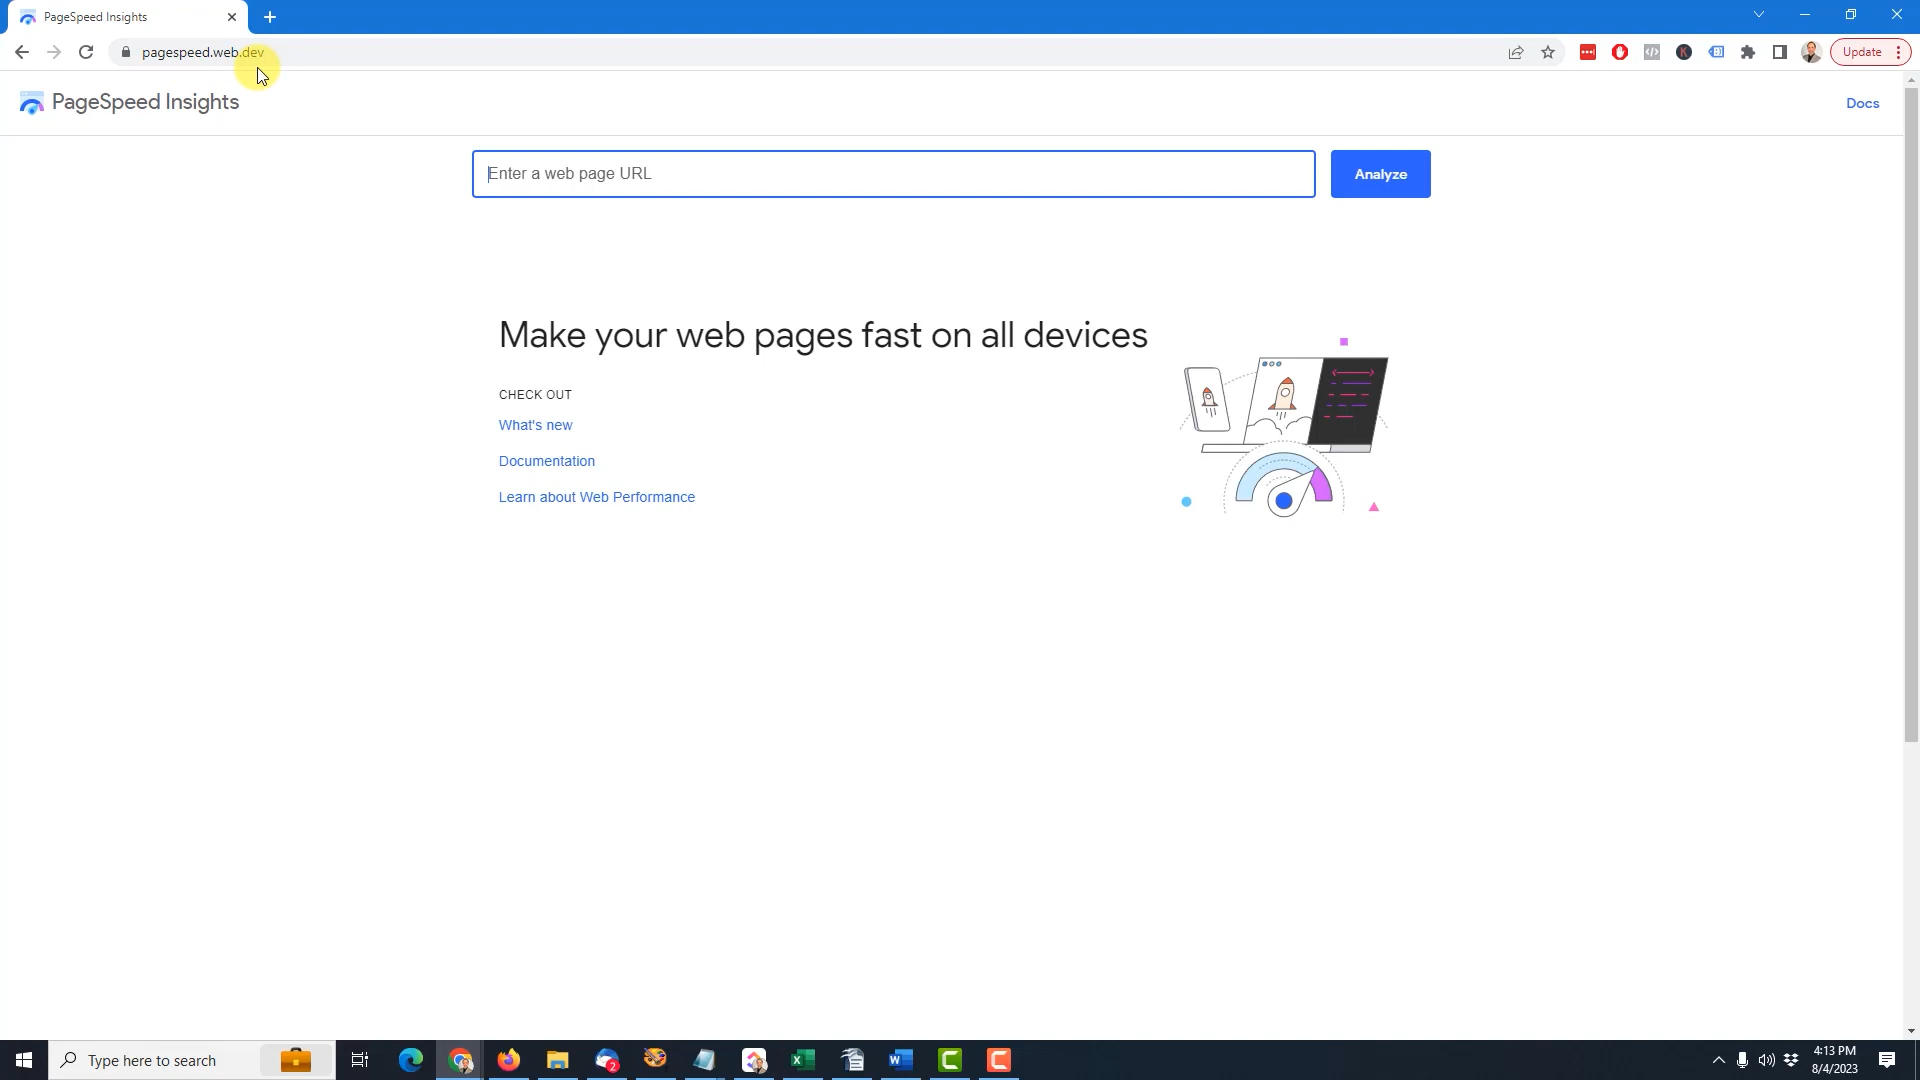 PageSpeed Insights
pagespeed.web.dev
Update
PageSpeed Insights
Docs
Enter a web page URL
Analyze
Make your web pages fast on all devices
CHECK OUT
What's new
Documentation
Learn about Web Performance
Type here to search
2
4:13 PM
8/4/2023